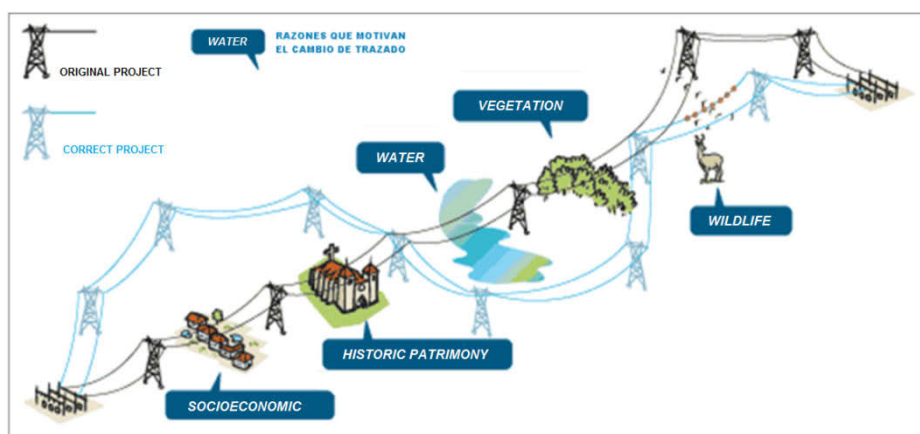 WATER
RAZONES QUE MOTIVAN
EL CAMBIO DE TRAZADO
ORIGINAL PROJECT
VEGETATION
CORRECT PROJECT
WATER
WILDLIFE
HISTORIC PATRIMONY
SOCIOECONOMIC